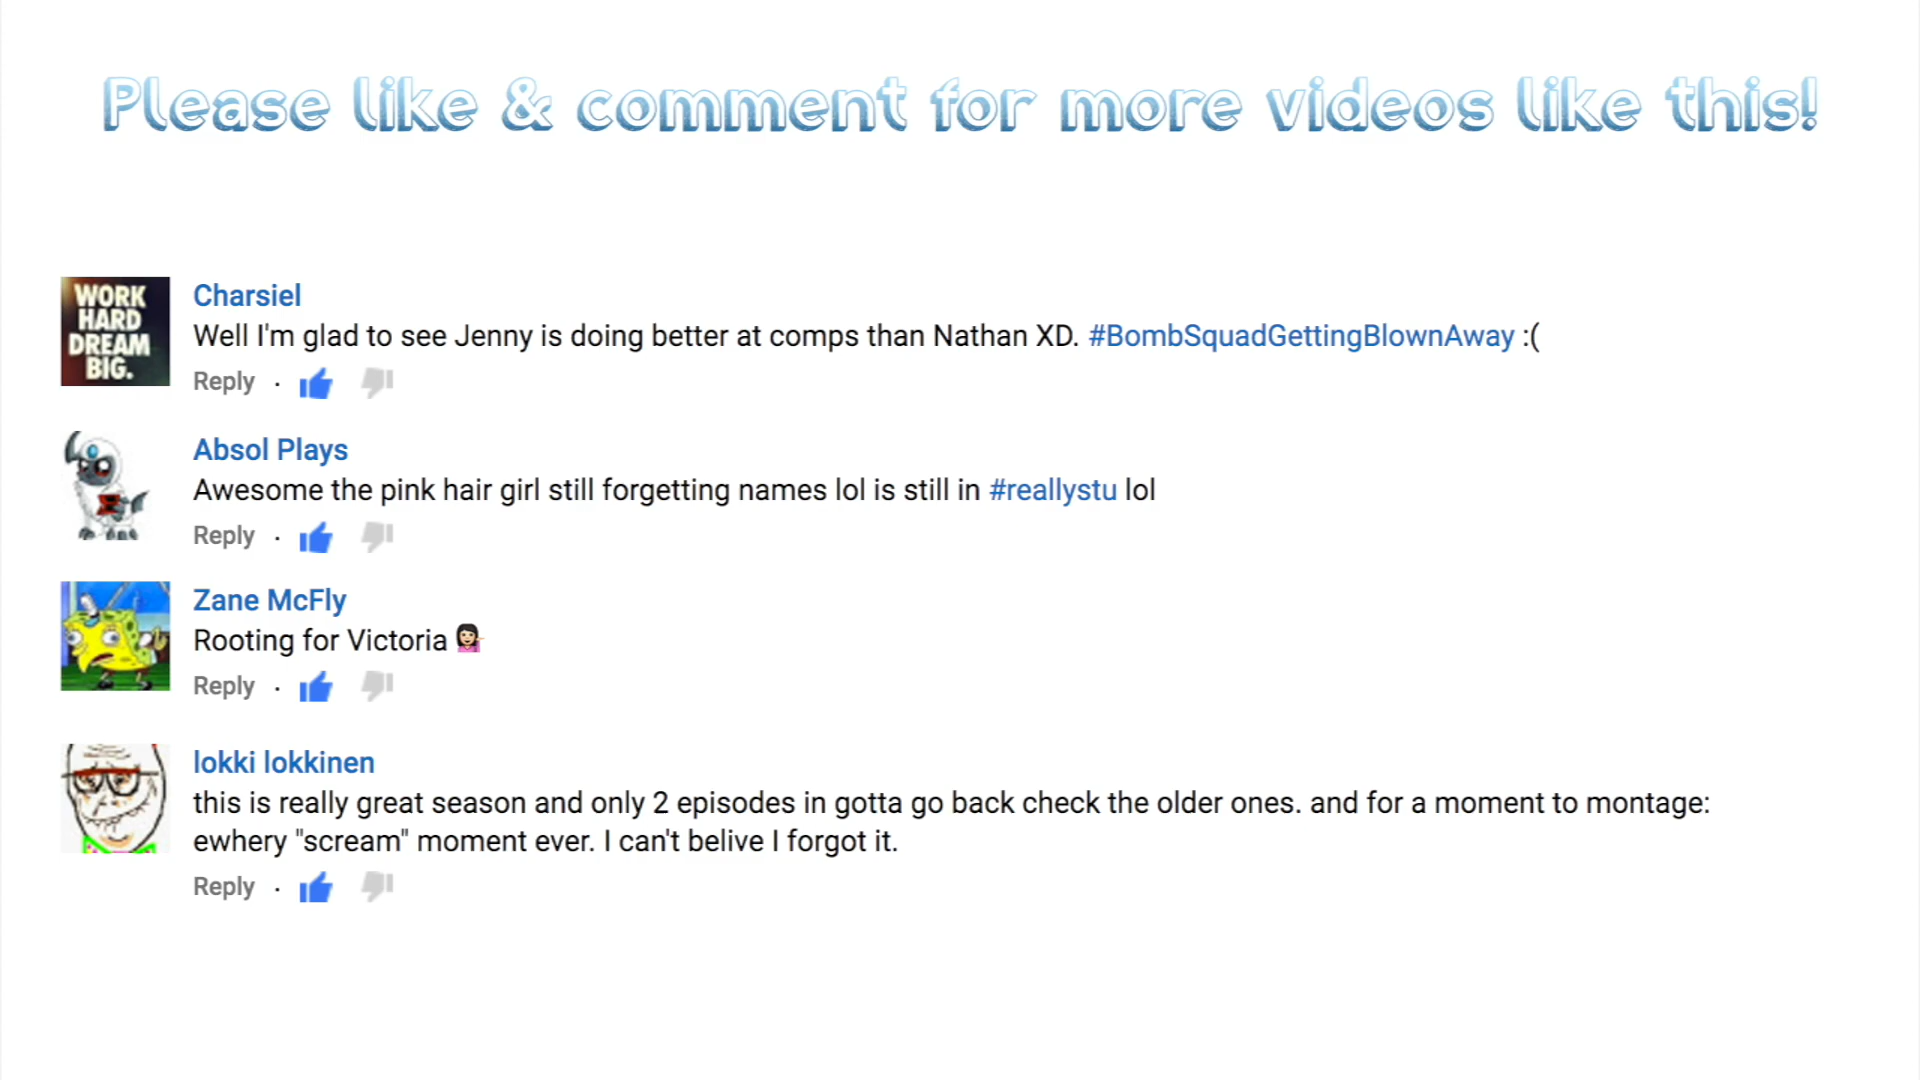 Please like & comment for more videos like this!
WORK
HARD
DREAM
BIG.
Charsiel
Well I'm glad to see Jenny is doing better at comps than Nathan XD. #BombSquadGettingBlownAway :(
Reply ·
Absol Plays
Awesome the pink hair girl still forgetting names lol is still in #reallystu lol
Reply ·
Zane McFly
Rooting for Victoria 💁🏻
Reply ·
lokki lokkinen
this is really great season and only 2 episodes in gotta go back check the older ones. and for a moment to montage:
ewhery "scream" moment ever. I can't belive I forgot it.
Reply ·